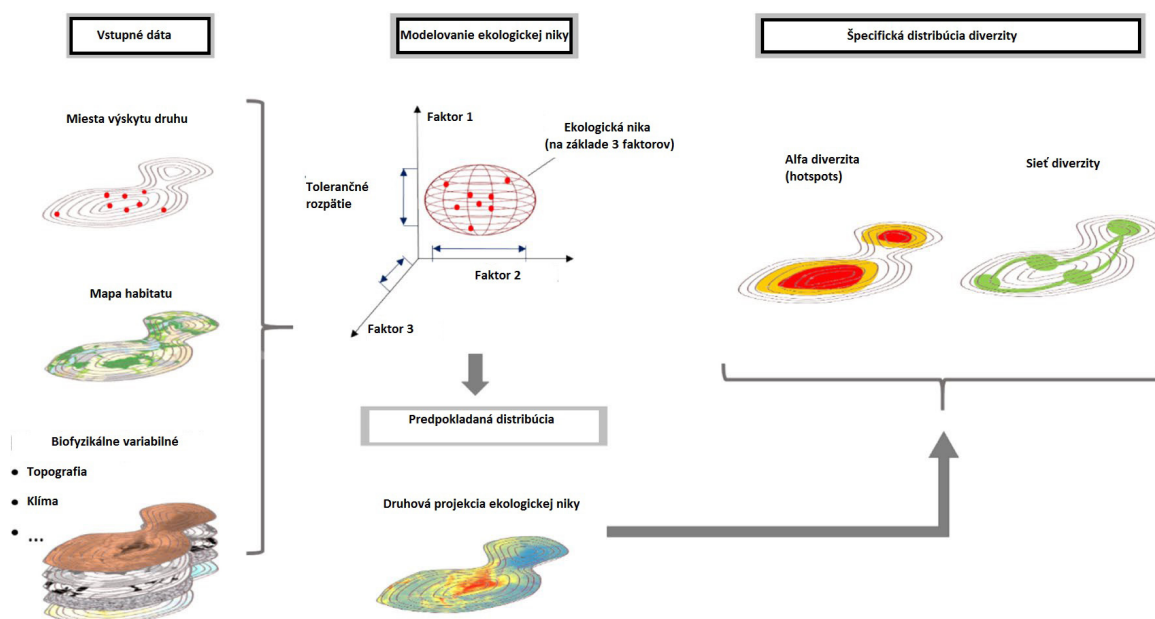 Vstupné dáta
Miesta výskytu druhu
Mapa habitatu
Biofyzikálne variabilné
Topografia
Klíma
...
Modelovanie ekologickej niky
Faktor 1
Ekologická nika
(na základe 3 faktorov)
Tolerančné
rozpätie
Faktor 2
Faktor 3
Predpokladaná distribúcia
Druhová projekcia ekologickej niky
Špecifická distribúcia diverzity
Alfa diverzita
(hotspots)
Sieť diverzity